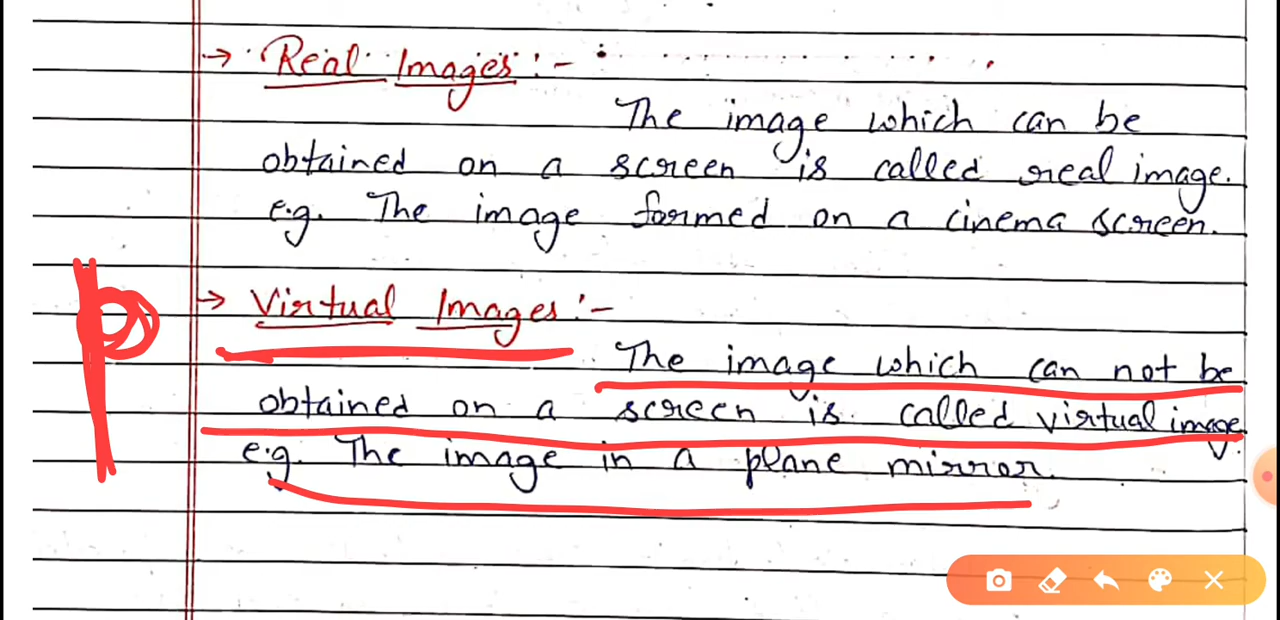 → Real Images :-
The image which can be
obtained on a screen is called real image.
e.g. The image formed on a cinema screen.
→ Virtual Images :-
The image which can not be
obtained on a screen is called virtual image.
e.g. The image in a plane mirror.